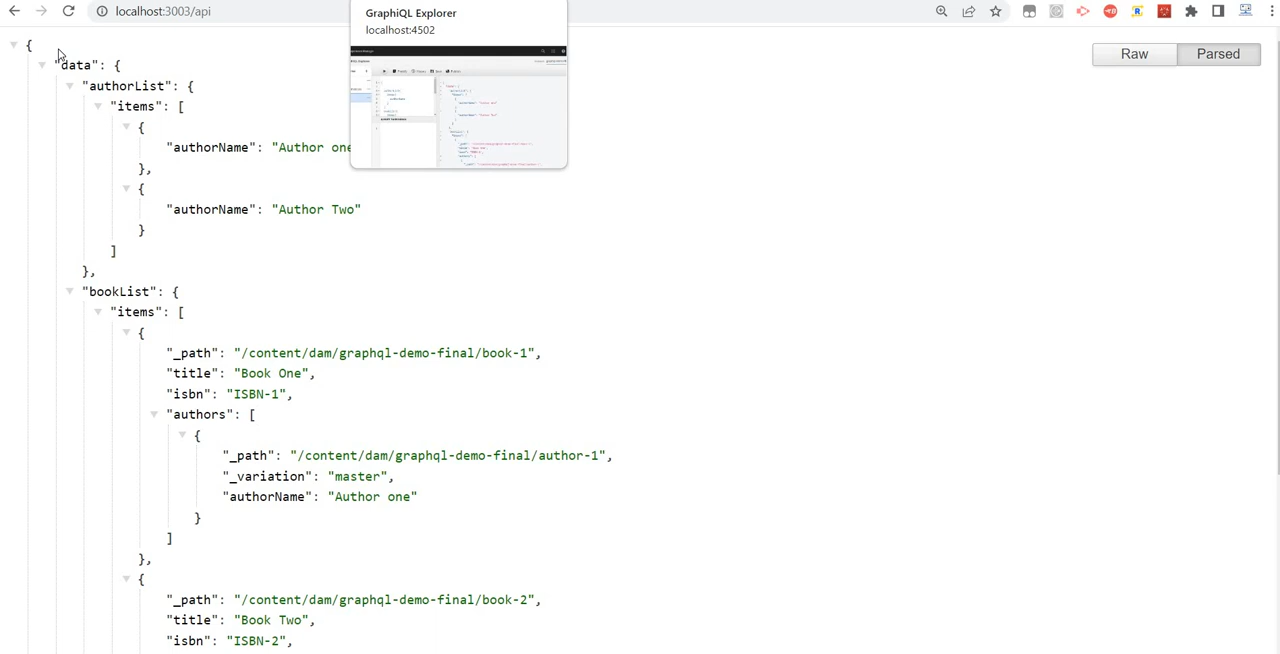 GraphiQL Explorer
localhost:3003/api
localhost:4502
{
Raw
Parsed
"data": {
"authorList": {
"items": [
{
"authorName": "Author one
},
{
"authorName": "Author Two"
}
]
},
"bookList": {
"items": [
{
"_path": "/content/dam/graphql-demo-final/book-1",
"title": "Book One",
"isbn": "ISBN-1",
"authors": [
{
"_path": "/content/dam/graphql-demo-final/author-1",
"_variation": "master",
"authorName": "Author one"
}
]
},
{
"_path": "/content/dam/graphql-demo-final/book-2",
"title": "Book Two",
"isbn": "ISBN-2",